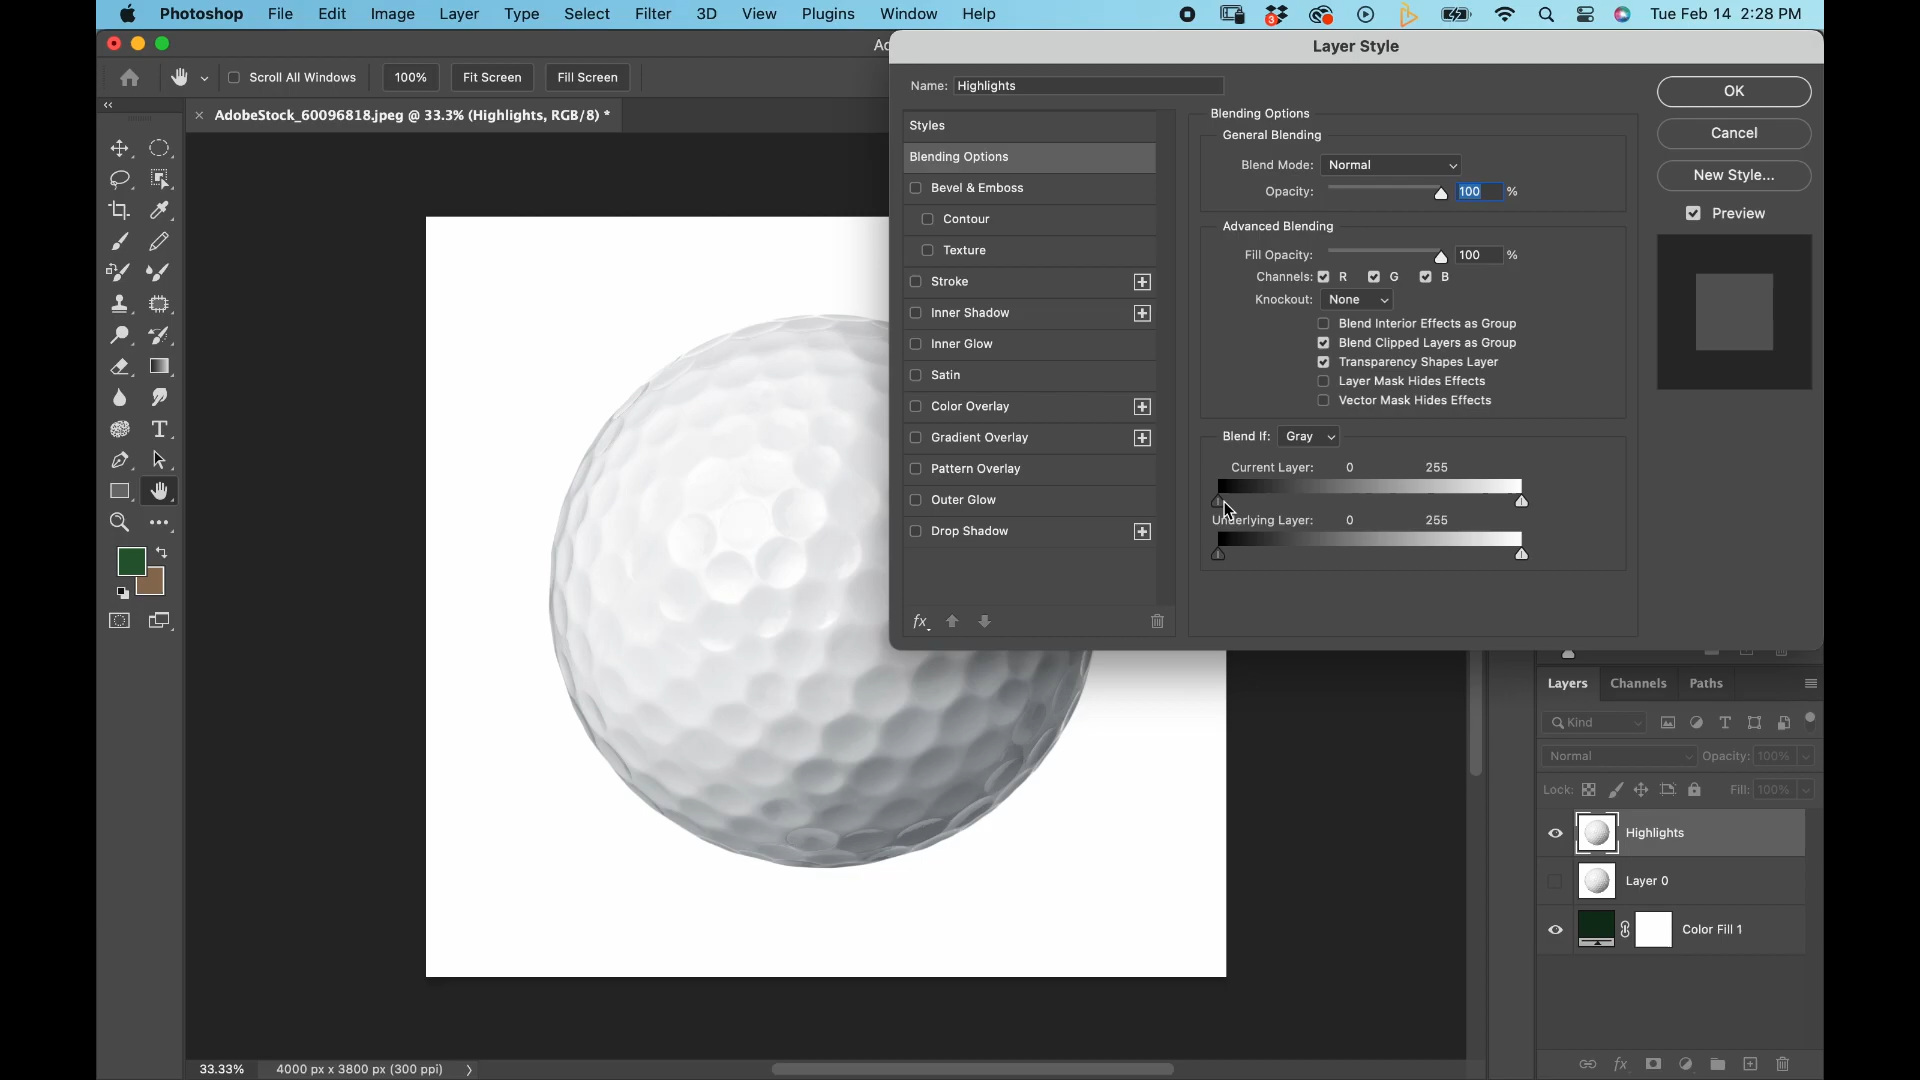 Photoshop File Edit Image Layer Type Select Filter 3D View Plugins Window Help 3 Tue Feb 14 2:28 PM
Layer Style
Scroll All Windows 100% Fit Screen Fill Screen
AdobeStock_60096818.jpeg @ 33.3% (Highlights, RGB/8) *
Name: Highlights
Styles
Blending Options
Bevel & Emboss
Contour
Texture
Stroke
Inner Shadow
Inner Glow
Satin
Color Overlay
Gradient Overlay
Pattern Overlay
Outer Glow
Drop Shadow
fx
Blending Options
General Blending
Blend Mode: Normal
Opacity: 100 %
Advanced Blending
Fill Opacity: 100 %
Channels: R G B
Knockout: None
Blend Interior Effects as Group
Blend Clipped Layers as Group
Transparency Shapes Layer
Layer Mask Hides Effects
Vector Mask Hides Effects
Blend If: Gray
Current Layer: 0 255
Underlying Layer: 0 255
OK
Cancel
New Style...
Preview
Layers Channels Paths
Kind
Normal Opacity: 100%
Lock: Fill: 100%
Highlights
Layer 0
Color Fill 1
fx
33.33% 4000 px x 3800 px (300 ppi)